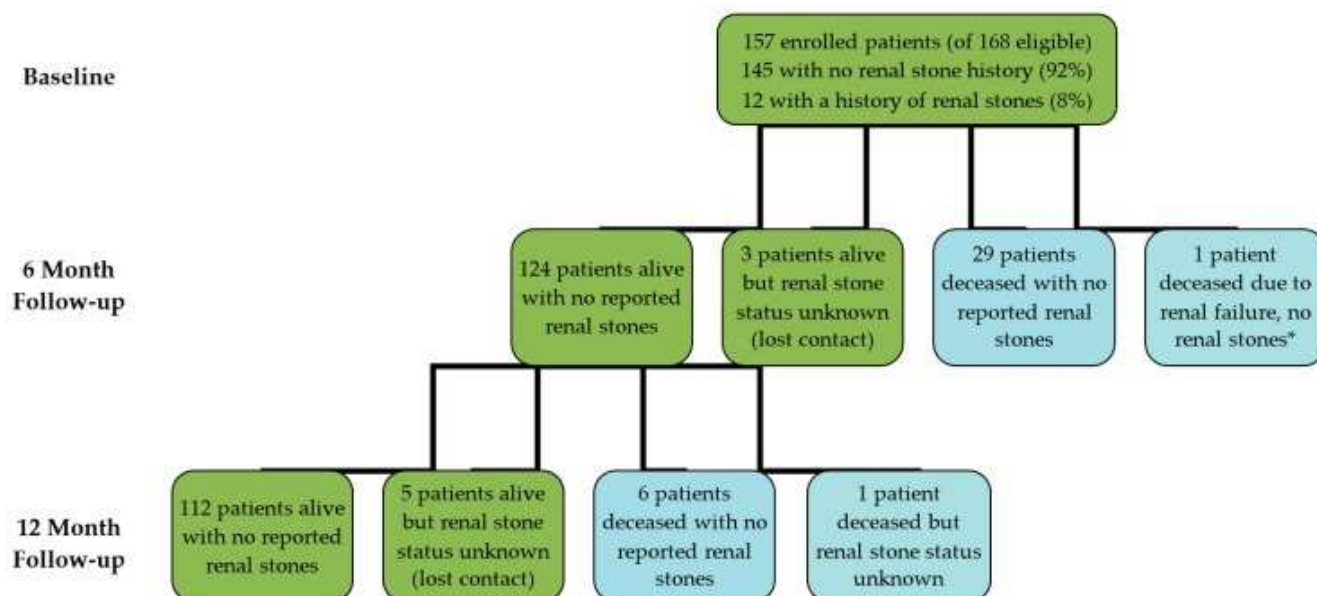 Baseline
157 enrolled patients (of 168 eligible)
145 with no renal stone history (92%)
12 with a history of renal stones (8%)
6 Month
Follow-up
124 patients alive
with no reported
renal stones
3 patients alive
but renal stone
status unknown
(lost contact)
29 patients
deceased with no
reported renal
stones
1 patient
deceased due to
renal failure, no
renal stones*
12 Month
Follow-up
112 patients alive
with no reported
renal stones
5 patients alive
but renal stone
status unknown
(lost contact)
6 patients
deceased with no
reported renal
stones
1 patient
deceased but
renal stone status
unknown